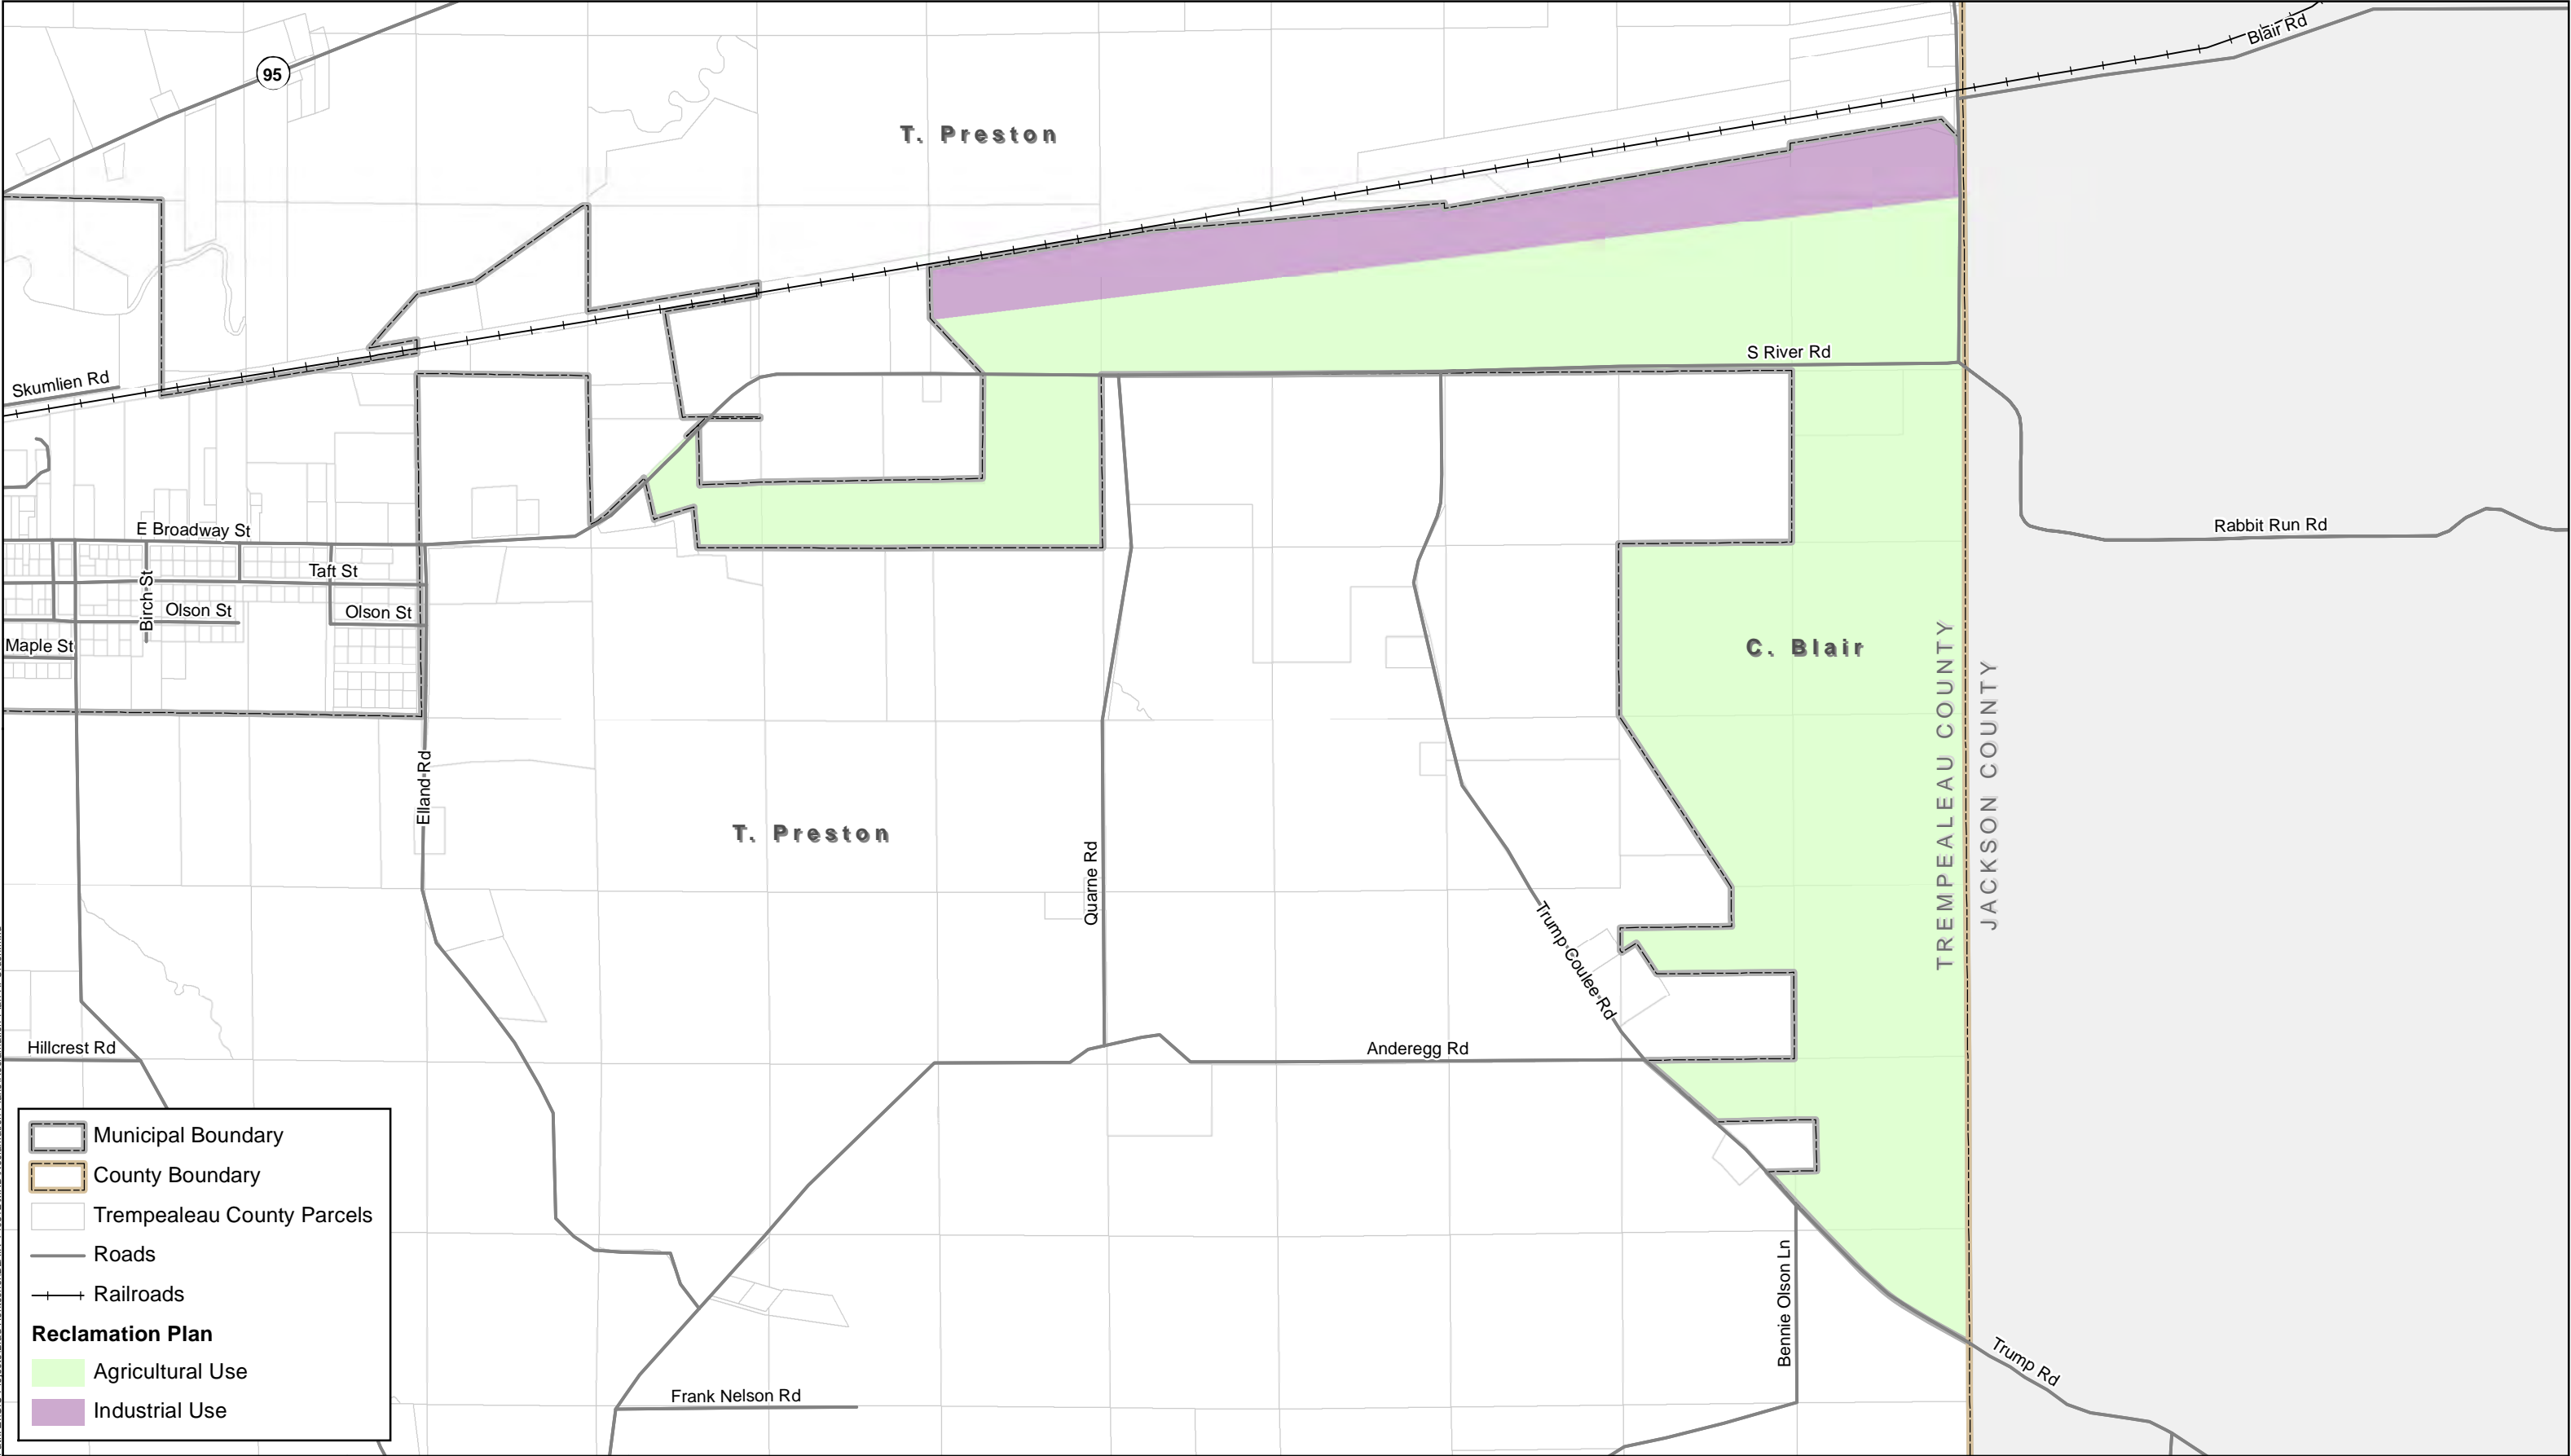 Blair Rd
95
T. Preston
S River Rd
Skumlien Rd
Rabbit Run Rd
E Broadway St
Taft St
Birch St
Olson St
Olson St
Maple St
C. Blair
TREMPEALEAU COUNTY
JACKSON COUNTY
Elland Rd
T. Preston
Quarne Rd
Trump Coulee Rd
Hillcrest Rd
Anderegg Rd
Bennie Olson Ln
Trump Rd
Frank Nelson Rd
Municipal Boundary
County Boundary
Trempealeau County Parcels
Roads
Railroads
Reclamation Plan
Agricultural Use
Industrial Use